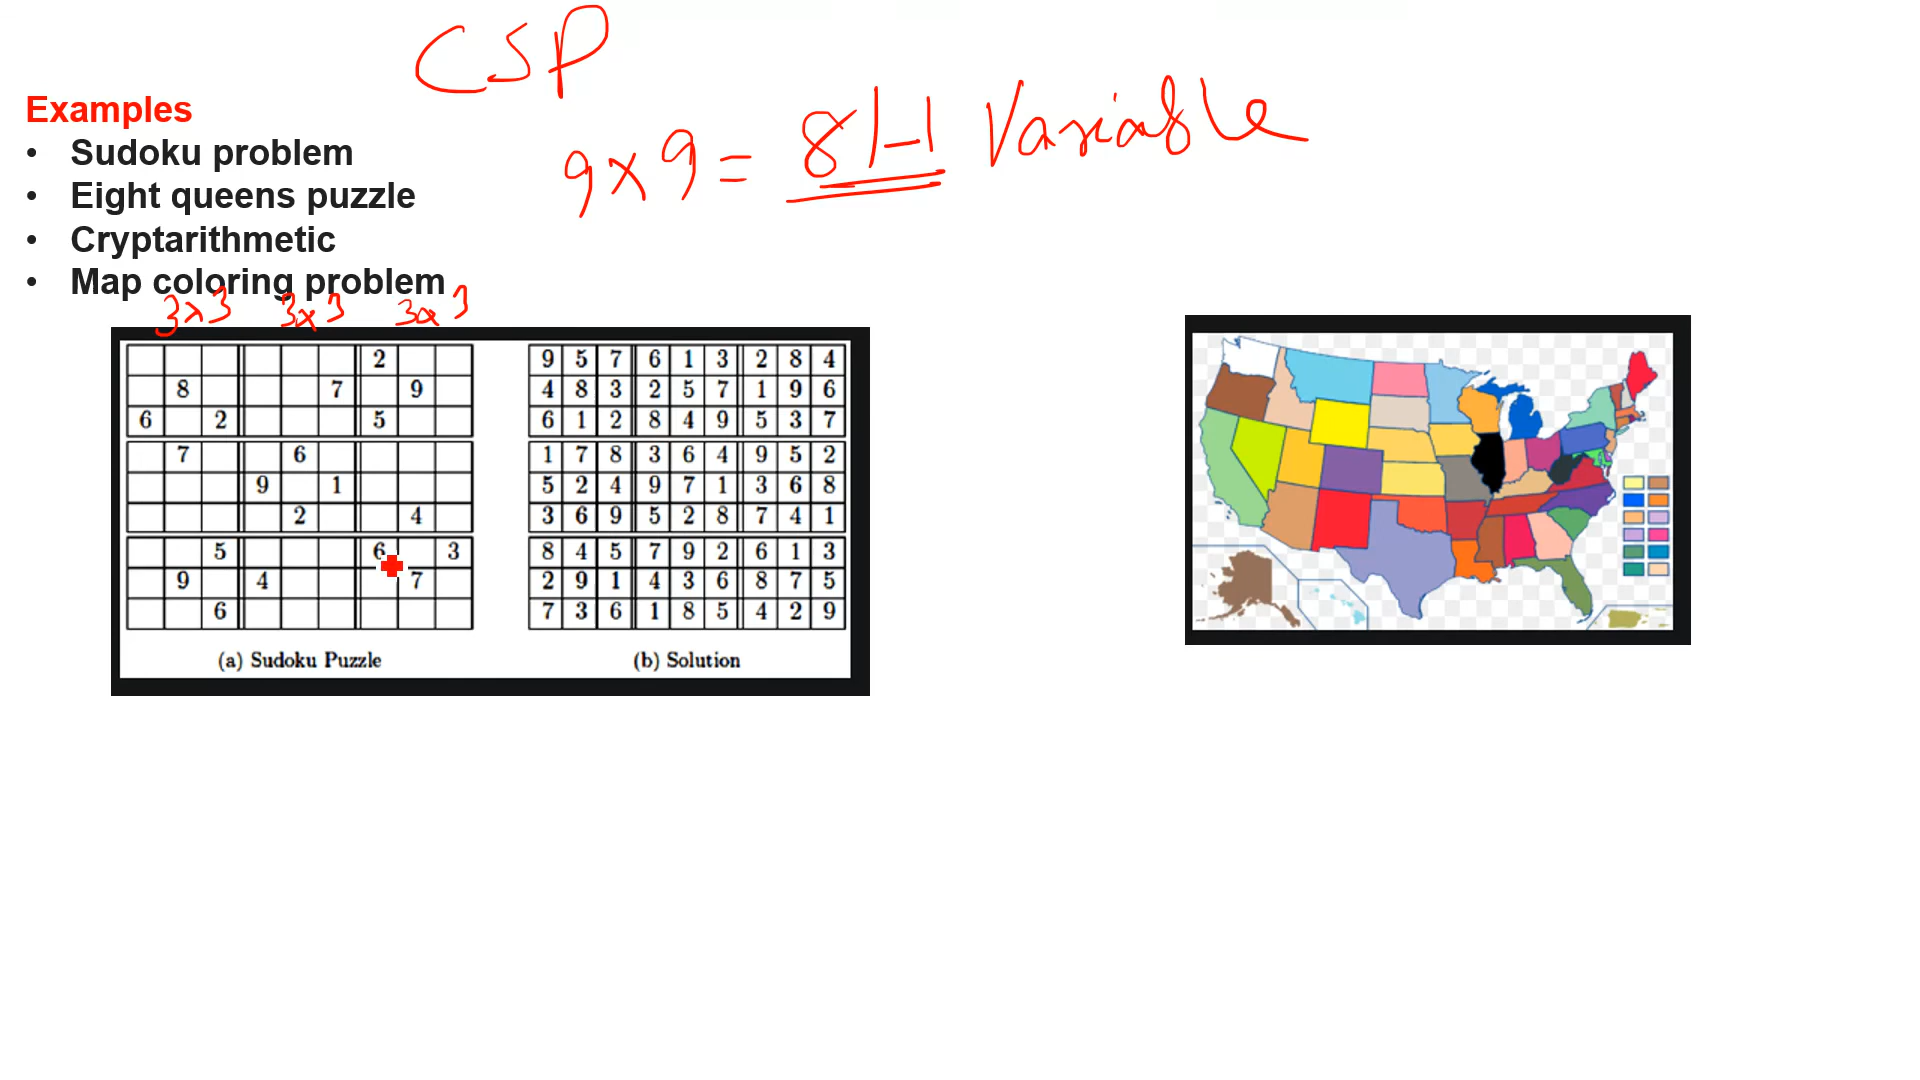 CSP
Examples
• Sudoku problem
• Eight queens puzzle
• Cryptarithmetic
• Map coloring problem
9x9 = 81-1 Variable
3x3 3x3 3x3
2
8 7 9
6 2 5
7 6
9 1
2 4
5 6 3
9 4 7
6
(a) Sudoku Puzzle
9 5 7 6 1 3 2 8 4
4 8 3 2 5 7 1 9 6
6 1 2 8 4 9 5 3 7
1 7 8 3 6 4 9 5 2
5 2 4 9 7 1 3 6 8
3 6 9 5 2 8 7 4 1
8 4 5 7 9 2 6 1 3
2 9 1 4 3 6 8 7 5
7 3 6 1 8 5 4 2 9
(b) Solution